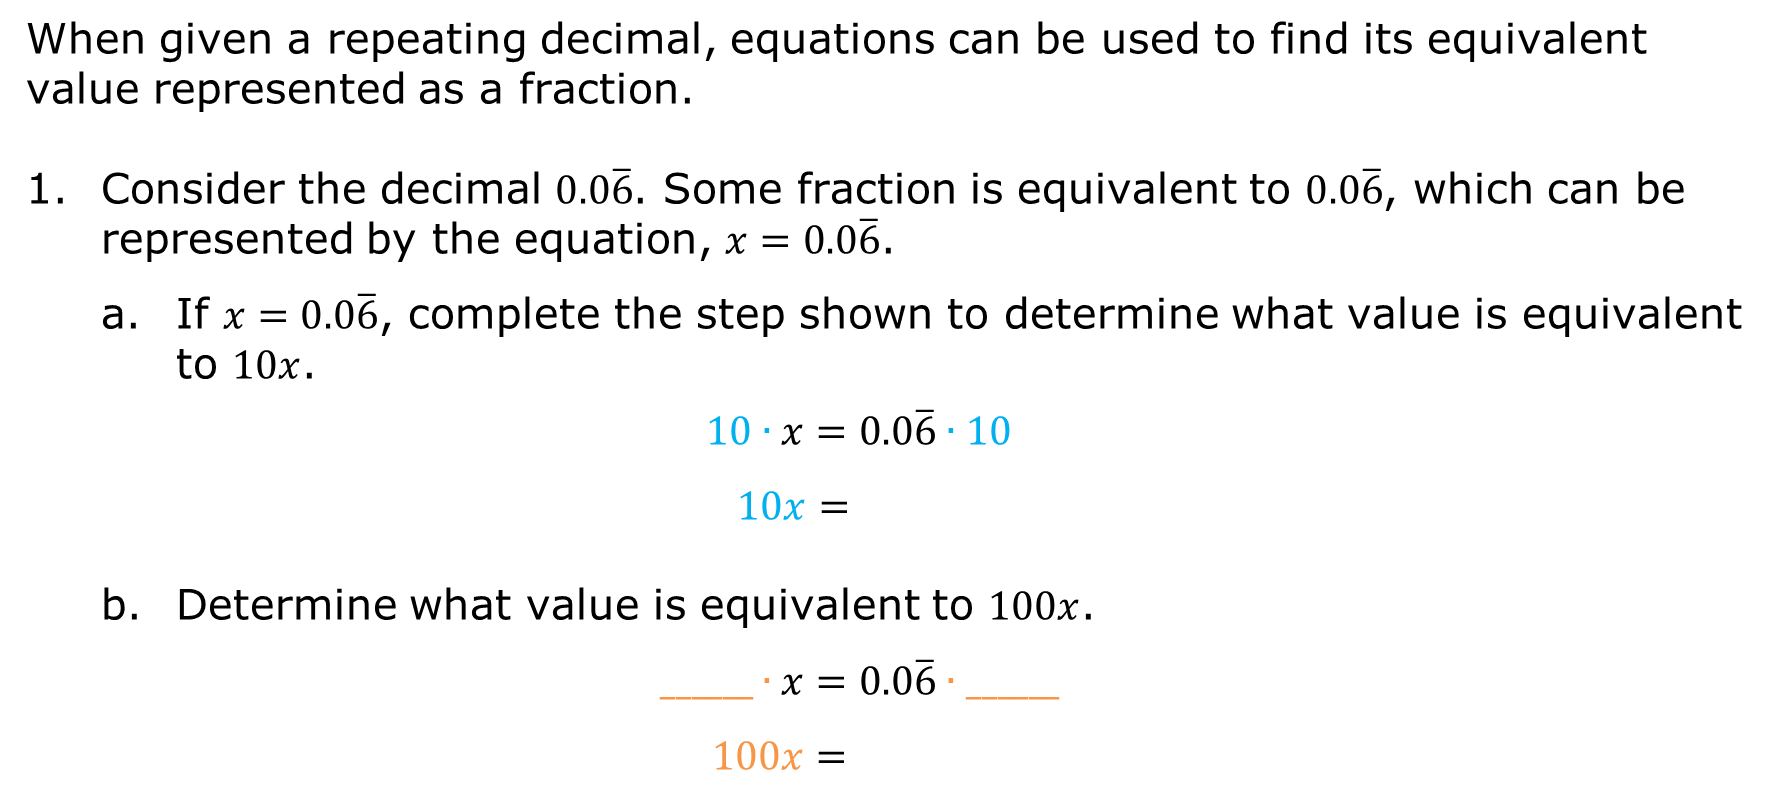 When given a repeating decimal, equations can be used to find its equivalent
value represented as a fraction.
1. Consider the decimal 0.06̅. Some fraction is equivalent to 0.06̅, which can be
represented by the equation, x = 0.06̅.
a. If x = 0.06̅, complete the step shown to determine what value is equivalent
to 10x.
10 · x = 0.06̅ · 10
10x =
b. Determine what value is equivalent to 100x.
_____ · x = 0.06̅ · _____
100x =